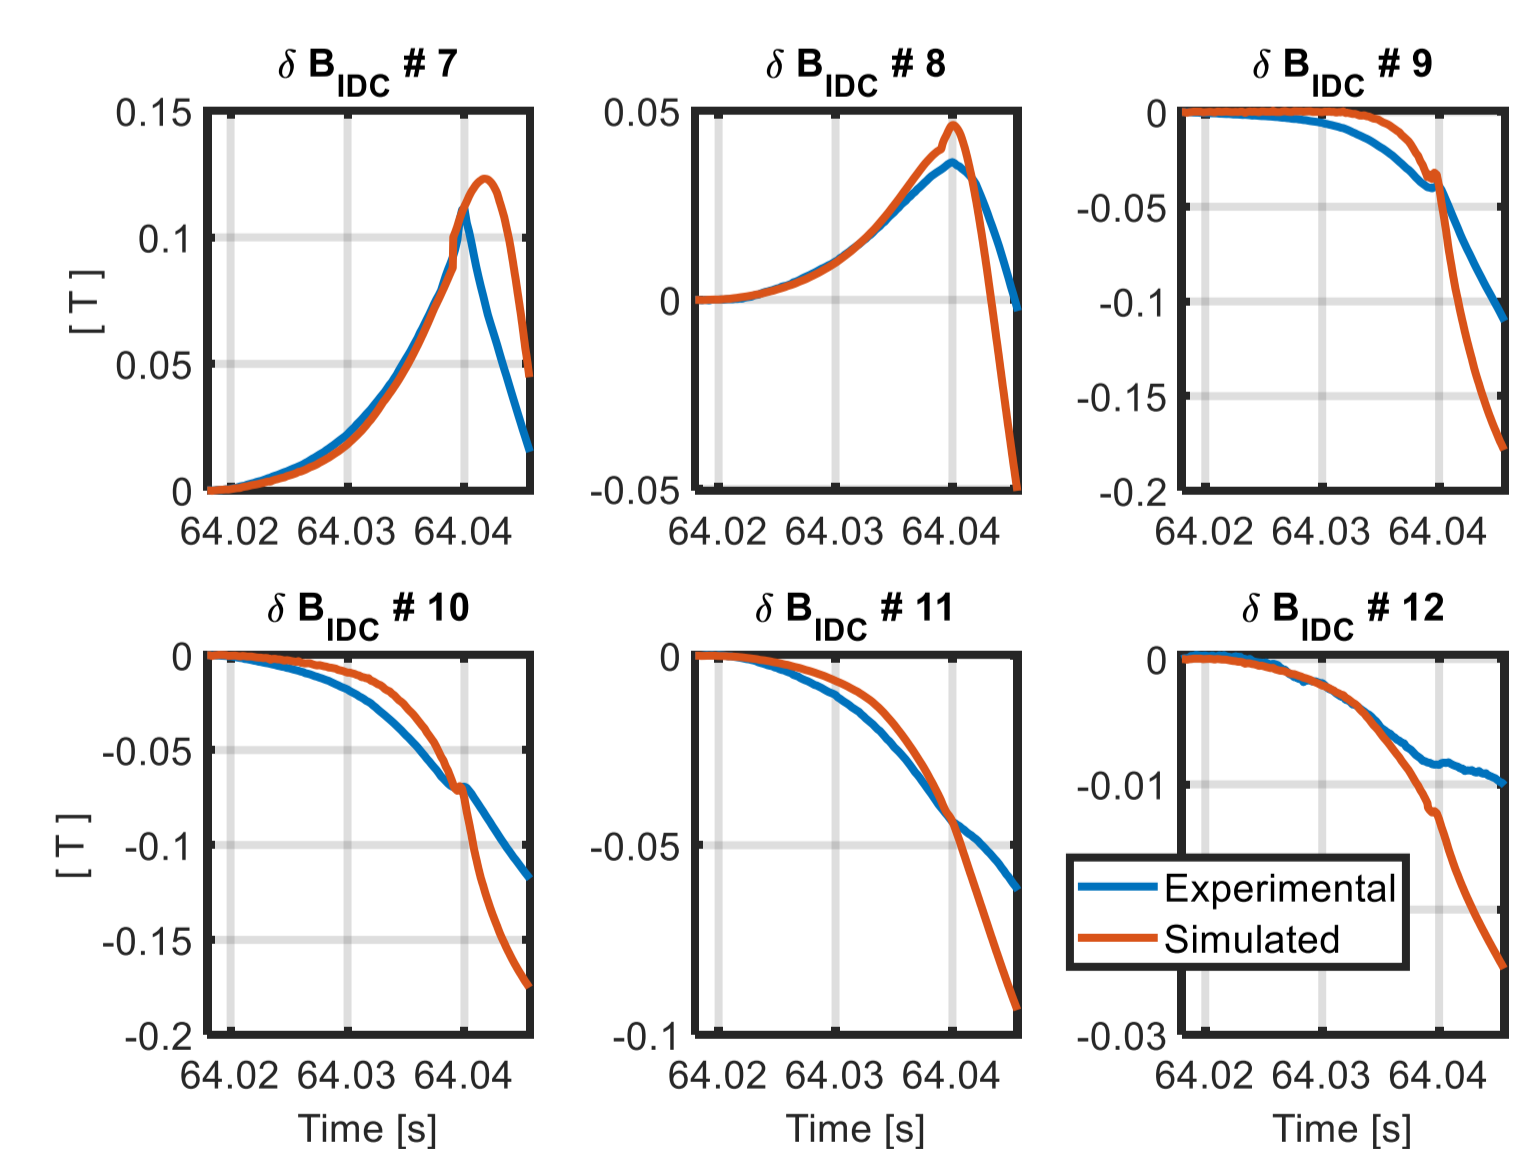 δ B_IDC # 7
δ B_IDC # 8
δ B_IDC # 9
0.15
0.1
0.05
0
[ T ]
64.02 64.03 64.04
0.05
0
-0.05
64.02 64.03 64.04
0
-0.05
-0.1
-0.15
-0.2
64.02 64.03 64.04
δ B_IDC # 10
δ B_IDC # 11
δ B_IDC # 12
0
-0.05
-0.1
-0.15
-0.2
[ T ]
64.02 64.03 64.04
Time [s]
0
-0.05
-0.1
64.02 64.03 64.04
Time [s]
0
-0.01
-0.03
Experimental
Simulated
64.02 64.03 64.04
Time [s]